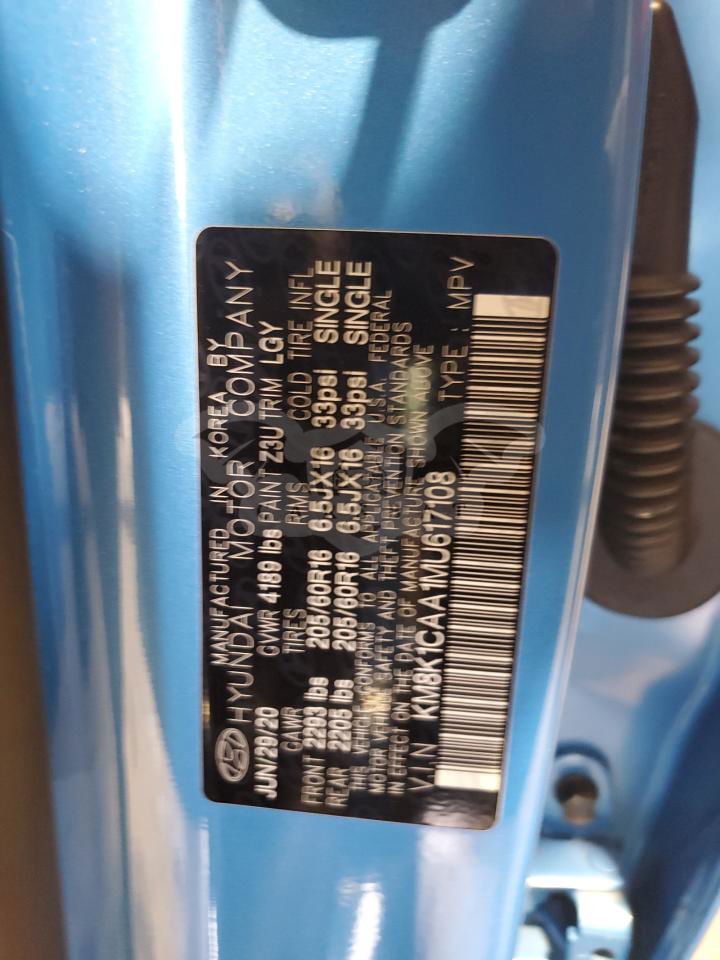 MANUFACTURED IN KOREA BY
HYUNDAI MOTOR COMPANY
JUN/29/20 GVWR 4189 lbs PAINT Z3U TRIM LGY
GAWR TIRES RIMS COLD TIRE INFL
FRONT 2293 lbs 205/60R16 6.5JX16 33psi SINGLE
REAR 2205 lbs 205/60R16 6.5JX16 33psi SINGLE
THIS VEHICLE CONFORMS TO ALL APPLICABLE U.S.A. FEDERAL
MOTOR VEHICLE SAFETY AND THEFT PREVENTION STANDARDS
IN EFFECT ON THE DATE OF MANUFACTURE SHOWN ABOVE
V.I.N KM8K1CAA1MU617108 TYPE : MPV